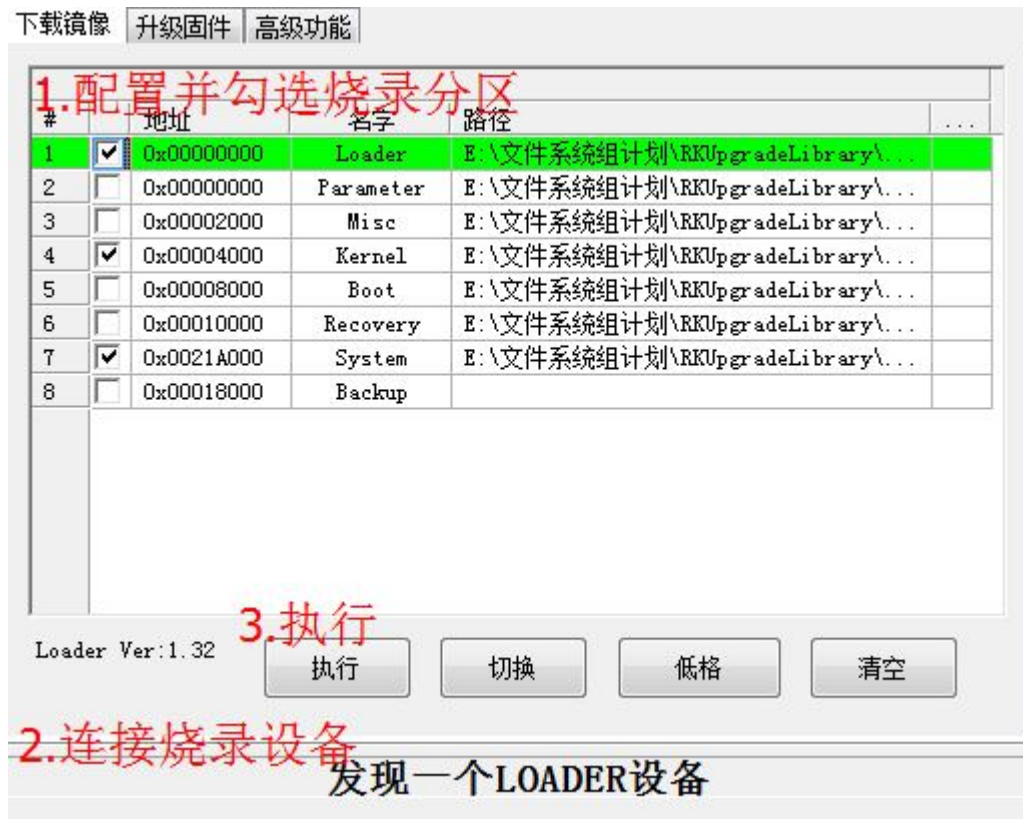 下载镜像 升级固件 高级功能
1.配置并勾选烧录分区
# 地址 名字 路径 ...
1 0x00000000 Loader E:\文件系统组计划\RKUpgradeLibrary\...
2 0x00000000 Parameter E:\文件系统组计划\RKUpgradeLibrary\...
3 0x00002000 Misc E:\文件系统组计划\RKUpgradeLibrary\...
4 0x00004000 Kernel E:\文件系统组计划\RKUpgradeLibrary\...
5 0x00008000 Boot E:\文件系统组计划\RKUpgradeLibrary\...
6 0x00010000 Recovery E:\文件系统组计划\RKUpgradeLibrary\...
7 0x0021A000 System E:\文件系统组计划\RKUpgradeLibrary\...
8 0x00018000 Backup
3.执行
Loader Ver:1.32 执行 切换 低格 清空
2.连接烧录设备
发现一个LOADER设备